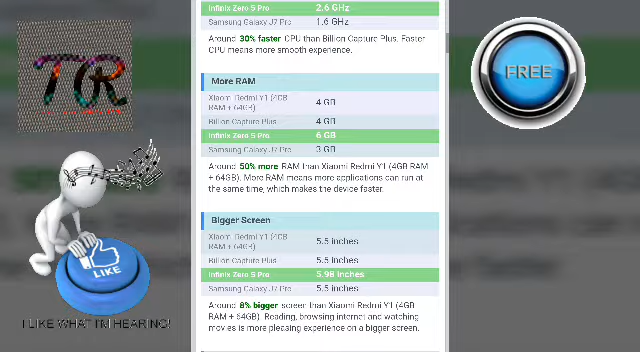 Infinix Zero 5 Pro 2.6 GHz
Samsung Galaxy J7 Pro 1.6 GHz
Around 30% faster CPU than Billion Capture Plus. Faster
CPU means more smooth experience.
More RAM
Xiaomi Redmi Y1 (4GB
RAM + 64GB) 4 GB
Billion Capture Plus 4 GB
Infinix Zero 5 Pro 6 GB
Samsung Galaxy J7 Pro 3 GB
Around 50% more RAM than Xiaomi Redmi Y1 (4GB RAM
+ 64GB). More RAM means more applications can run at
the same time, which makes the device faster.
Bigger Screen
Xiaomi Redmi Y1 (4GB
RAM + 64GB) 5.5 inches
Billion Capture Plus 5.5 inches
Infinix Zero 5 Pro 5.98 inches
Samsung Galaxy J7 Pro 5.5 inches
Around 8% bigger screen than Xiaomi Redmi Y1 (4GB
RAM + 64GB). Reading, browsing internet and watching
movies is more pleasing experience on a bigger screen.
TR
LIKE
I LIKE WHAT I'M HEARING!
FREE